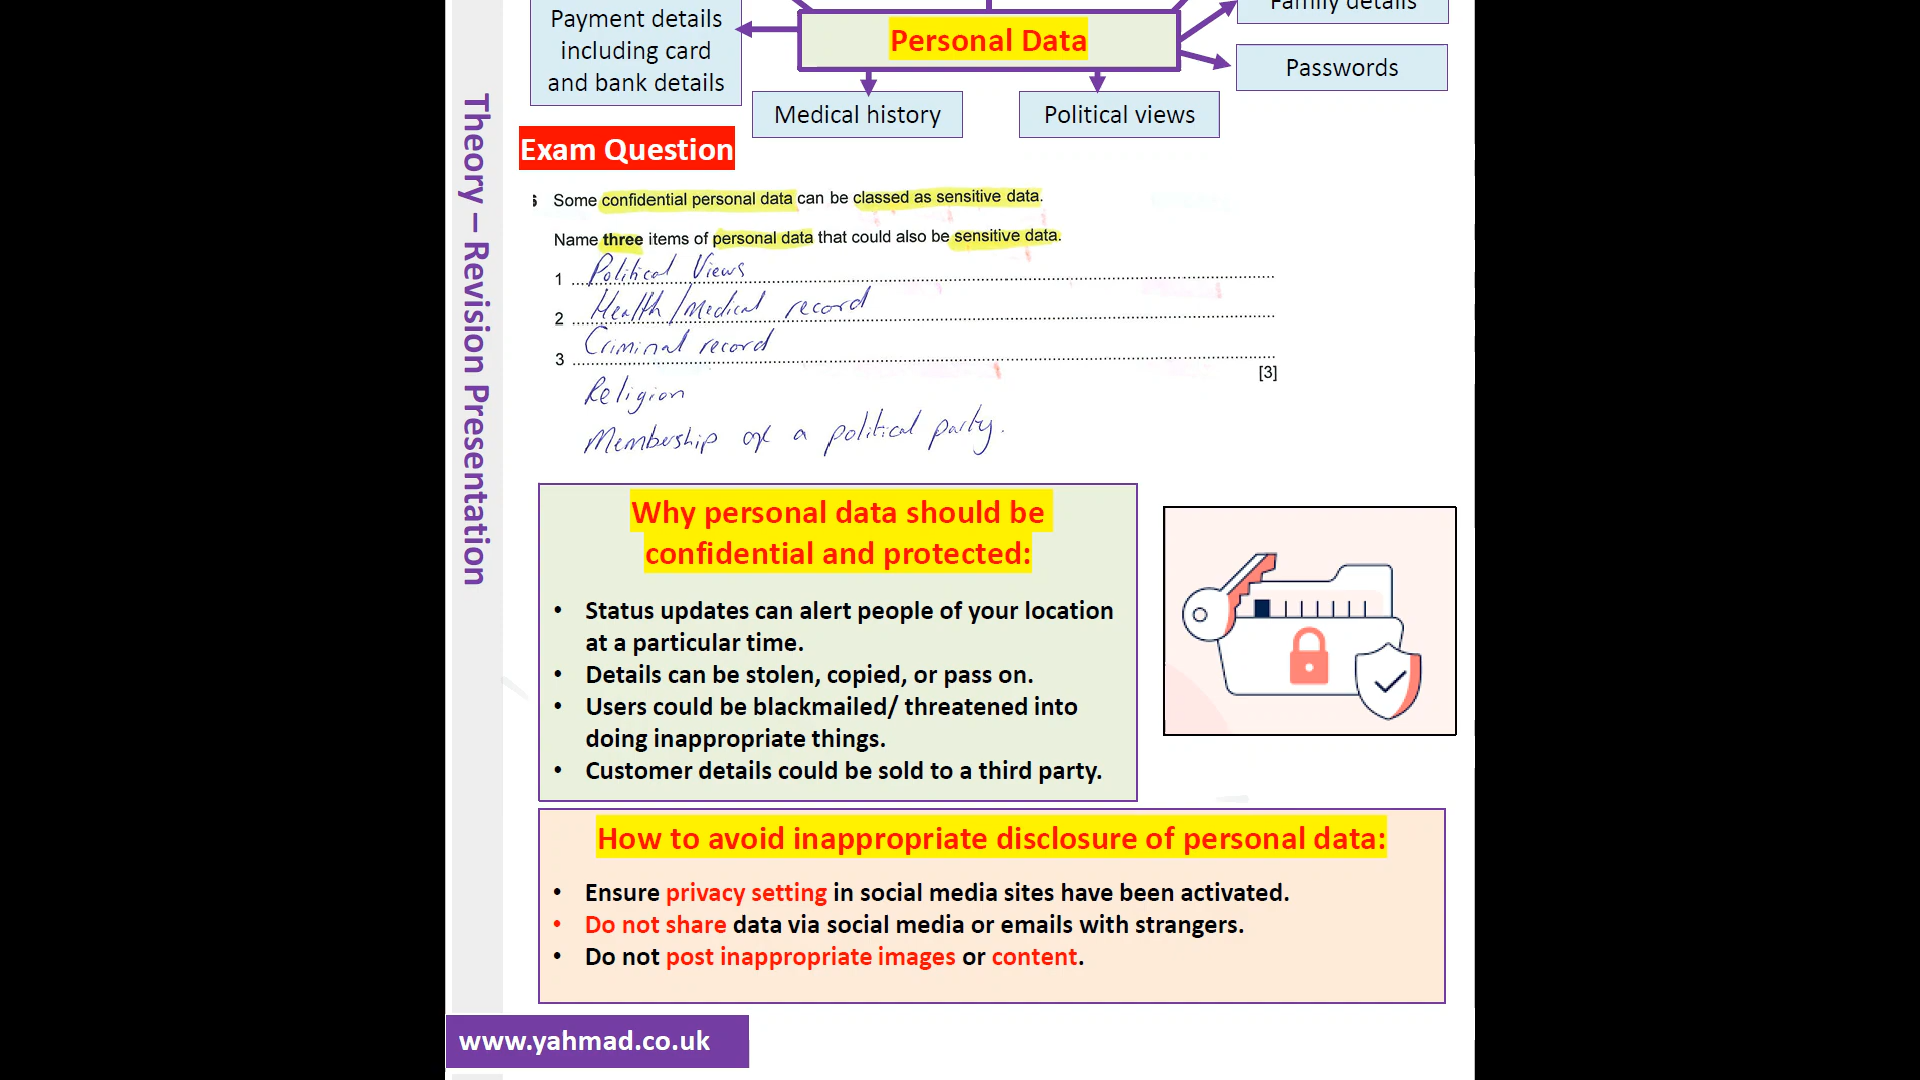 Payment details
including card
and bank details
Personal Data
Family details
Passwords
Medical history
Political views
Theory – Revision Presentation
Exam Question
Some confidential personal data can be classed as sensitive data.
Name three items of personal data that could also be sensitive data.
1 Political Views
2 Health/Medical record
3 Criminal record
[3]
Religion
Membership of a political party.
Why personal data should be
confidential and protected:
• Status updates can alert people of your location
at a particular time.
• Details can be stolen, copied, or pass on.
• Users could be blackmailed/ threatened into
doing inappropriate things.
• Customer details could be sold to a third party.
How to avoid inappropriate disclosure of personal data:
• Ensure privacy setting in social media sites have been activated.
• Do not share data via social media or emails with strangers.
• Do not post inappropriate images or content.
www.yahmad.co.uk